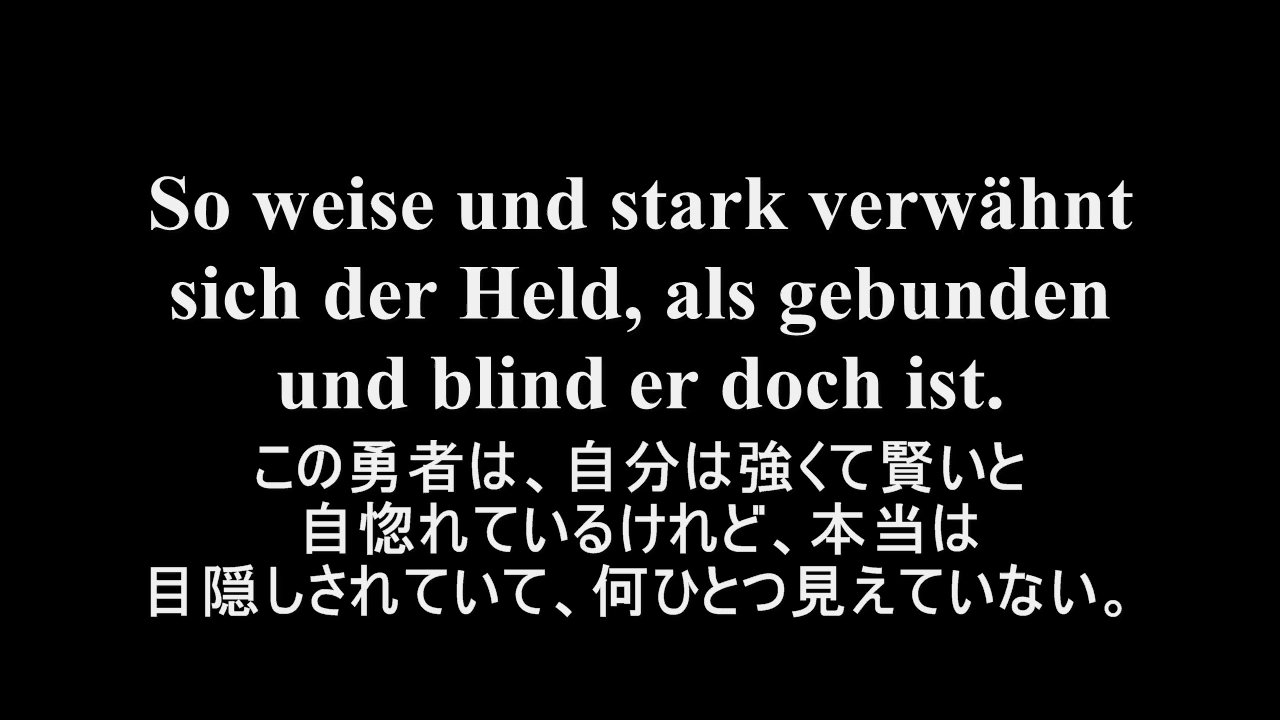 So weise und stark verwähnt
sich der Held, als gebunden
und blind er doch ist.
この勇者は、自分は強くて賢いと
自惚れているけれど、本当は
目隠しされていて、何ひとつ見えていない。